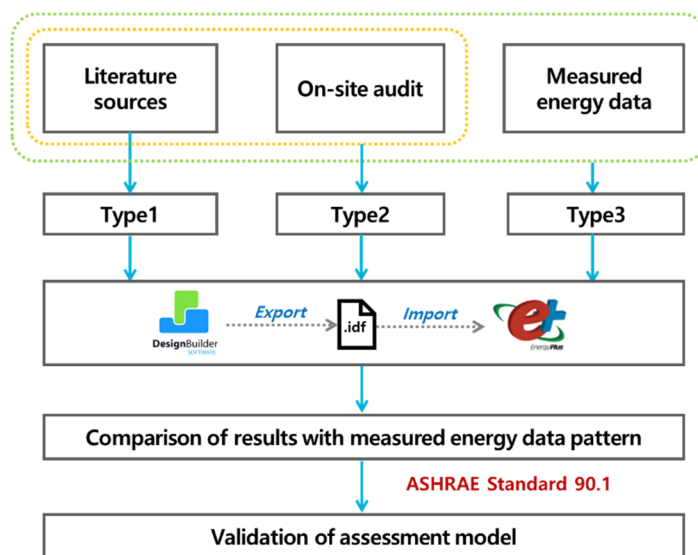 Literature
sources
On-site audit
Measured
energy data
Type1
Type2
Type3
Export
Import
DesignBuilder
SOFTWARE
.idf
e+
EnergyPlus
Comparison of results with measured energy data pattern
ASHRAE Standard 90.1
Validation of assessment model